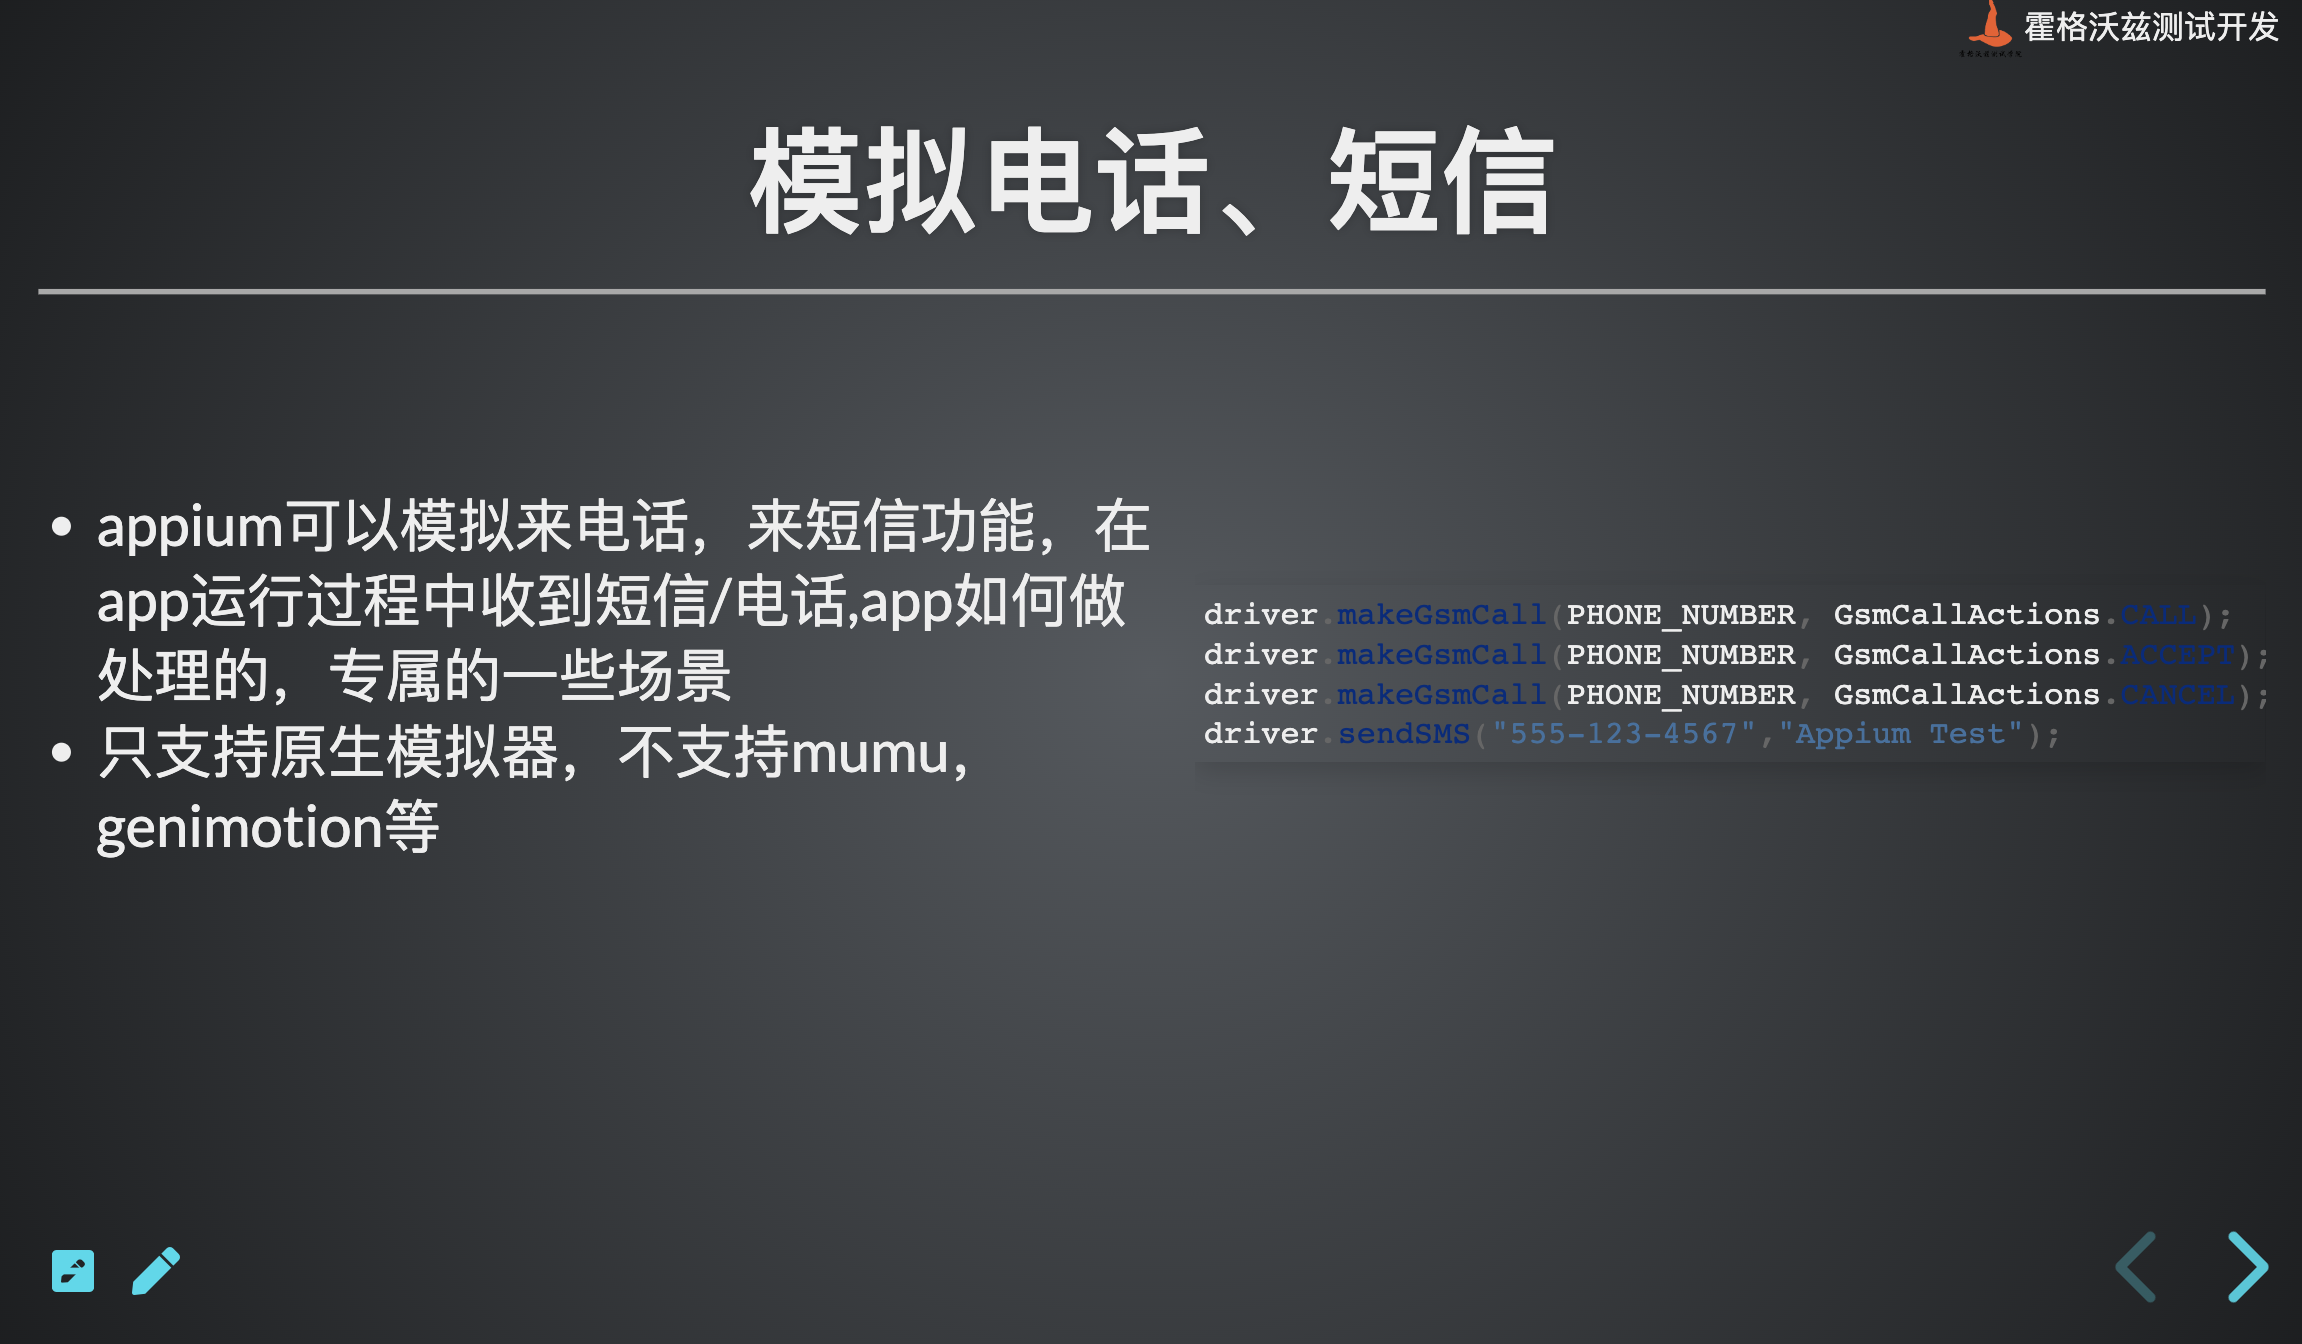 霍格沃兹测试开发
模拟电话、短信
appium可以模拟来电话，来短信功能，在
app运行过程中收到短信/电话,app如何做
处理的，专属的一些场景
只支持原生模拟器，不支持mumu，
genimotion等
driver.makeGsmCall(PHONE_NUMBER, GsmCallActions.CALL);
driver.makeGsmCall(PHONE_NUMBER, GsmCallActions.ACCEPT);
driver.makeGsmCall(PHONE_NUMBER, GsmCallActions.CANCEL);
driver.sendSMS("555-123-4567","Appium Test");